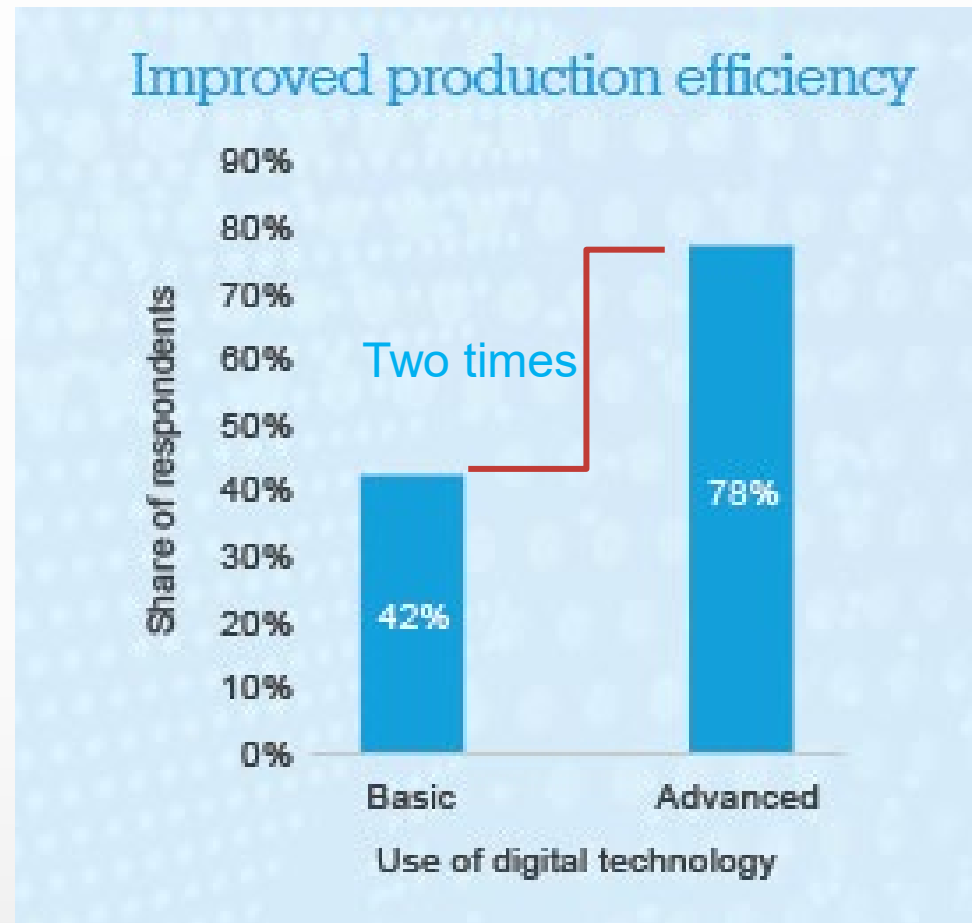 Improved production efficiency
90%
80%
70%
60%
50%
40%
30%
20%
10%
0%
Share of respondents
Two times
42%
78%
Basic
Advanced
Use of digital technology